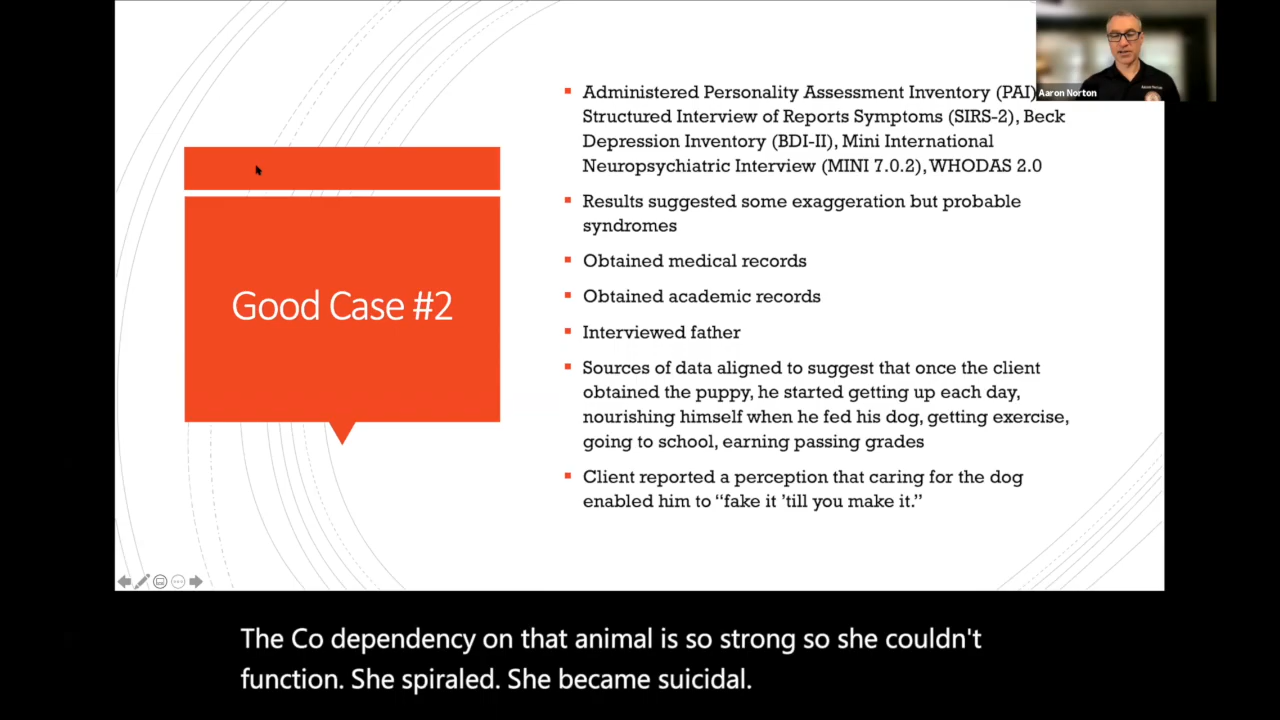 Aaron Norton
Good Case #2
▪ Administered Personality Assessment Inventory (PAI)
Structured Interview of Reports Symptoms (SIRS-2), Beck
Depression Inventory (BDI-II), Mini International
Neuropsychiatric Interview (MINI 7.0.2), WHODAS 2.0
▪ Results suggested some exaggeration but probable
syndromes
▪ Obtained medical records
▪ Obtained academic records
▪ Interviewed father
▪ Sources of data aligned to suggest that once the client
obtained the puppy, he started getting up each day,
nourishing himself when he fed his dog, getting exercise,
going to school, earning passing grades
▪ Client reported a perception that caring for the dog
enabled him to “fake it ’till you make it.”
The Co dependency on that animal is so strong so she couldn't
function. She spiraled. She became suicidal.